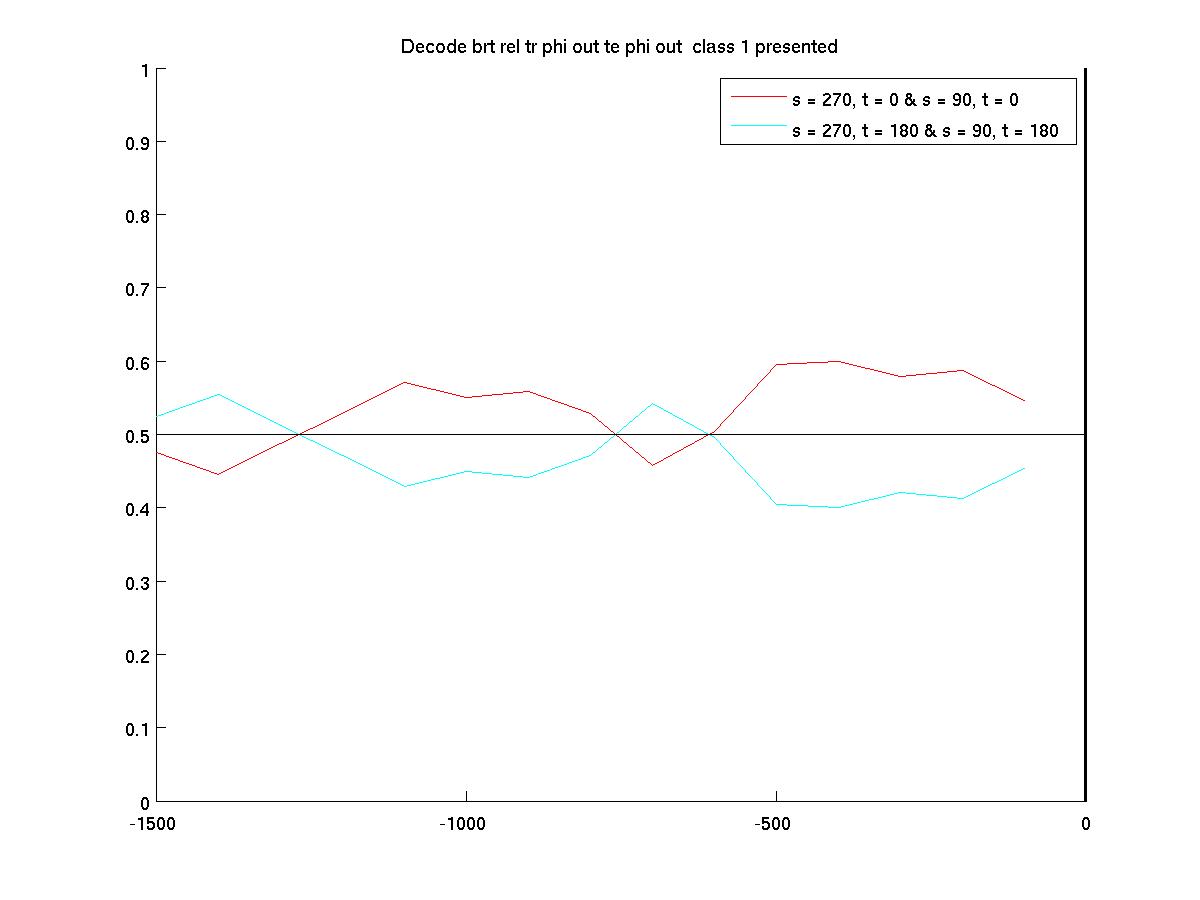 Decode brt rel tr phi out te phi out  class 1 presented
s = 270, t = 0 & s = 90, t = 0
s = 270, t = 180 & s = 90, t = 180
1
0.9
0.8
0.7
0.6
0.5
0.4
0.3
0.2
0.1
0
-1500 -1000 -500 0